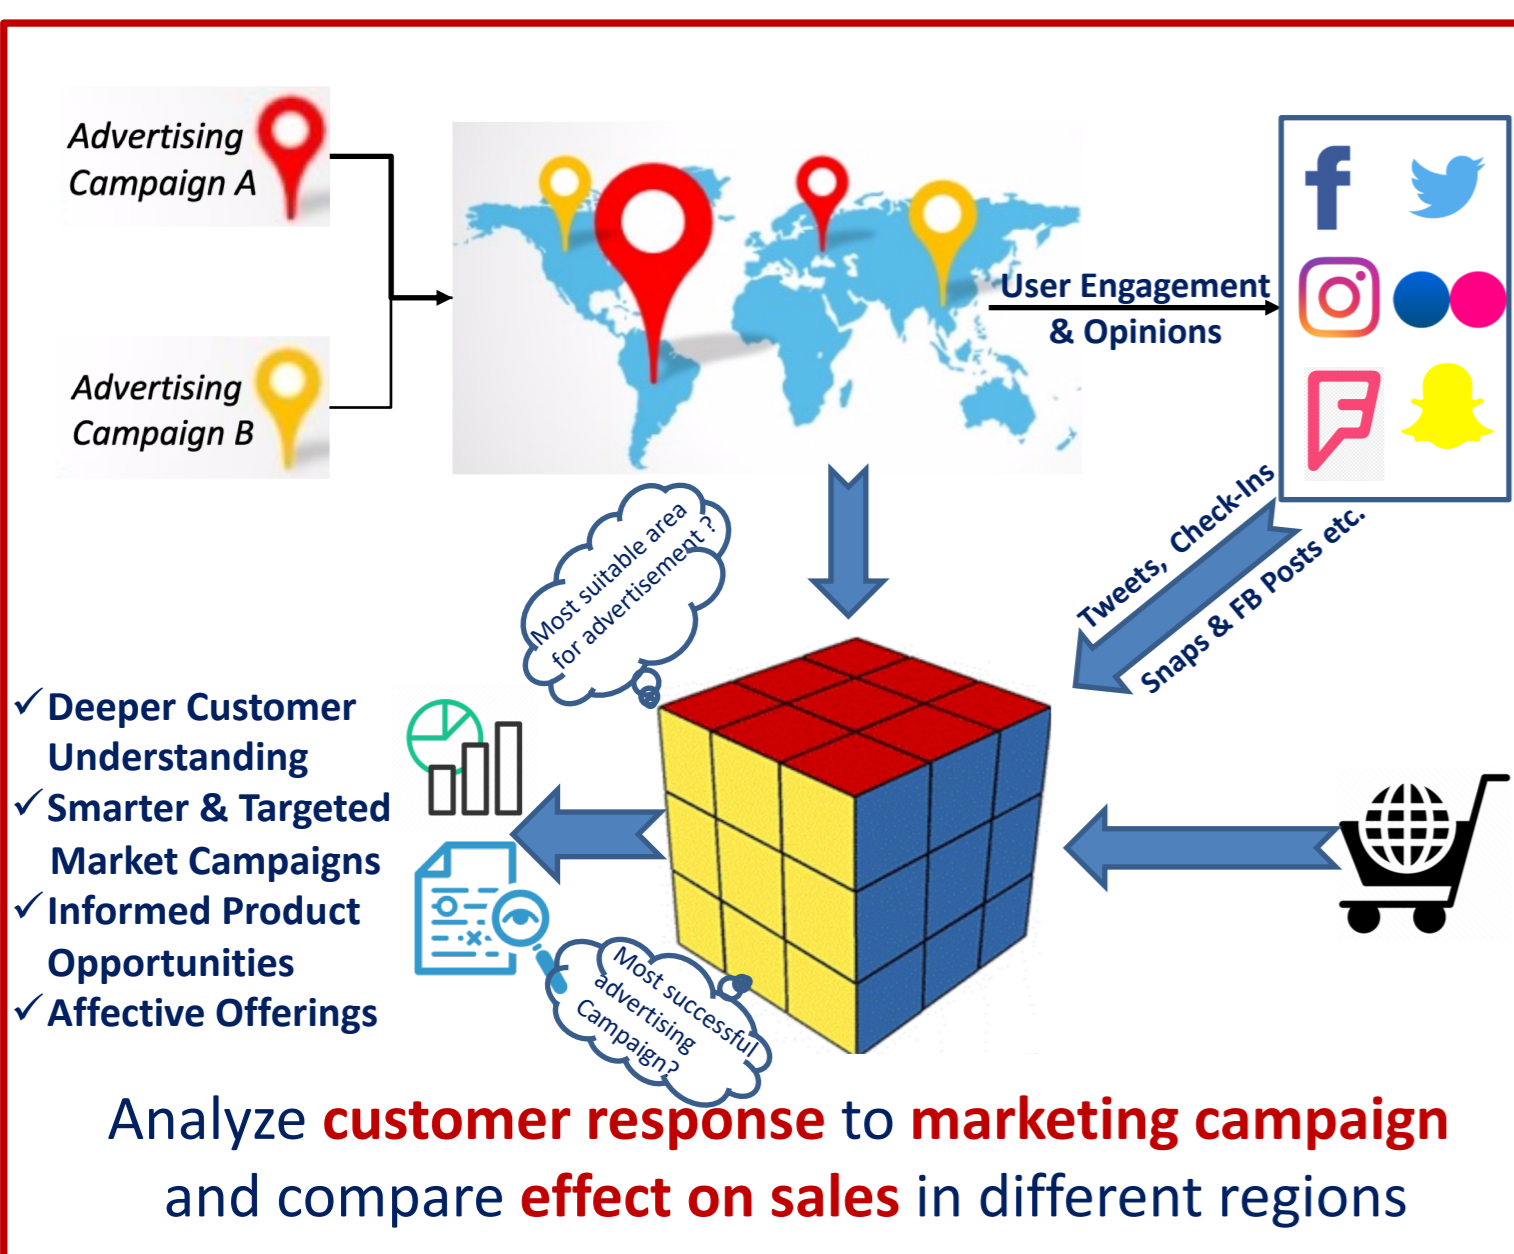 Advertising
Campaign A
Advertising
Campaign B
User Engagement
& Opinions
Tweets, Check-Ins
Snaps & FB Posts etc.
Most suitable area
for advertisement ?
✓Deeper Customer
Understanding
✓Smarter & Targeted
Market Campaigns
✓Informed Product
Opportunities
✓Affective Offerings
Most successful
advertising
Campaign?
Analyze customer response to marketing campaign
and compare effect on sales in different regions